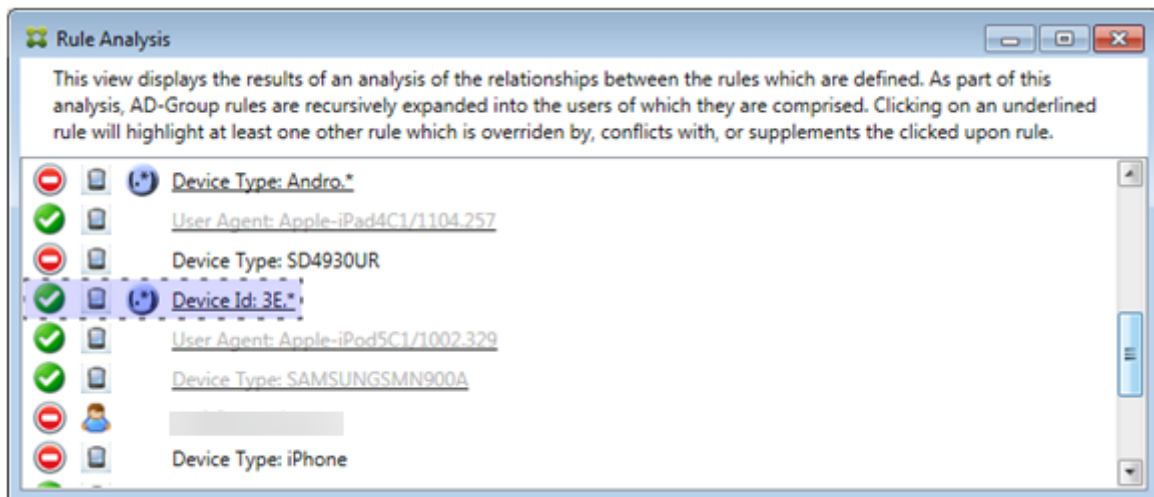 Rule Analysis
This view displays the results of an analysis of the relationships between the rules which are defined. As part of this
analysis, AD-Group rules are recursively expanded into the users of which they are comprised. Clicking on an underlined
rule will highlight at least one other rule which is overriden by, conflicts with, or supplements the clicked upon rule.
(.*) Device Type: Andro.*
User Agent: Apple-iPad4C1/1104.257
Device Type: SD4930UR
(.*) Device Id: 3E.*
User Agent: Apple-iPod5C1/1002.329
Device Type: SAMSUNGSMN900A
Device Type: iPhone